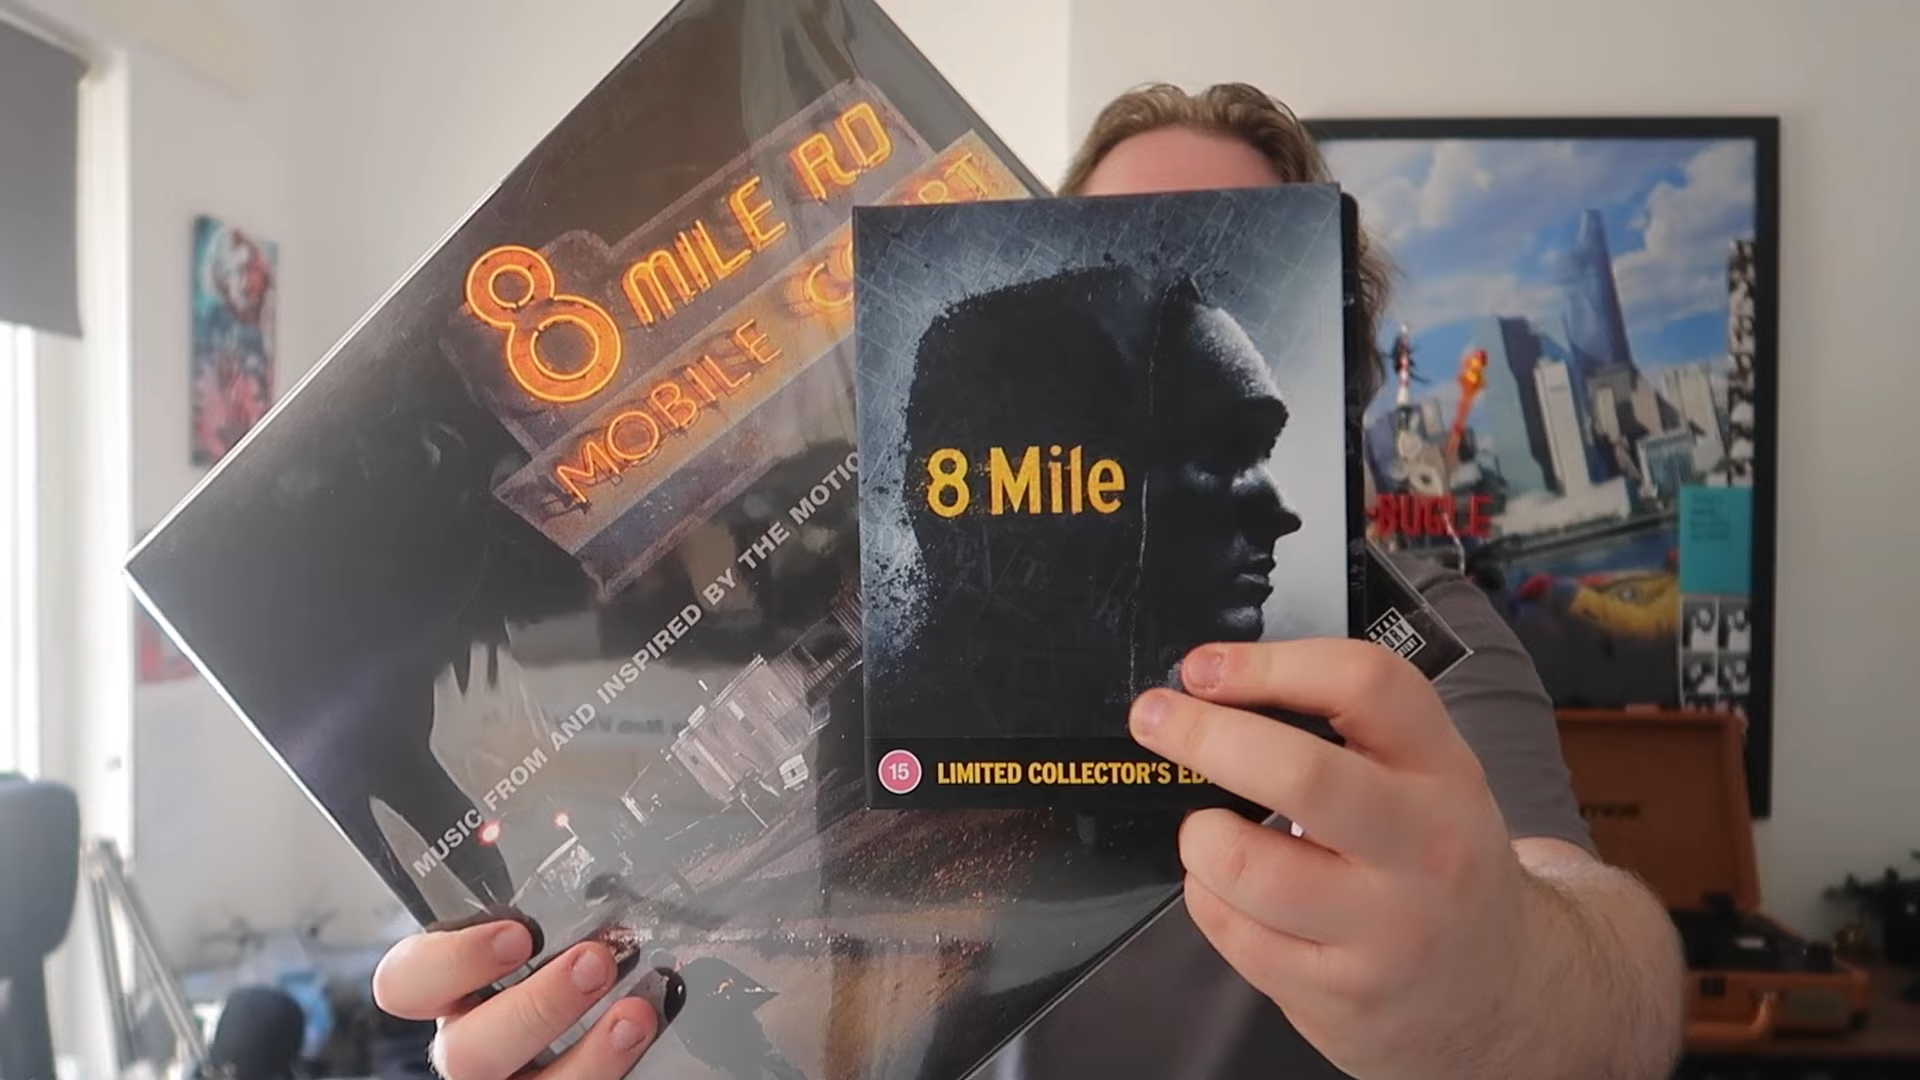 8 MILE RD
MOBILE
MUSIC FROM AND INSPIRED BY THE MOTIO
8 Mile
15
LIMITED COLLECTOR'S ED
BUGLE